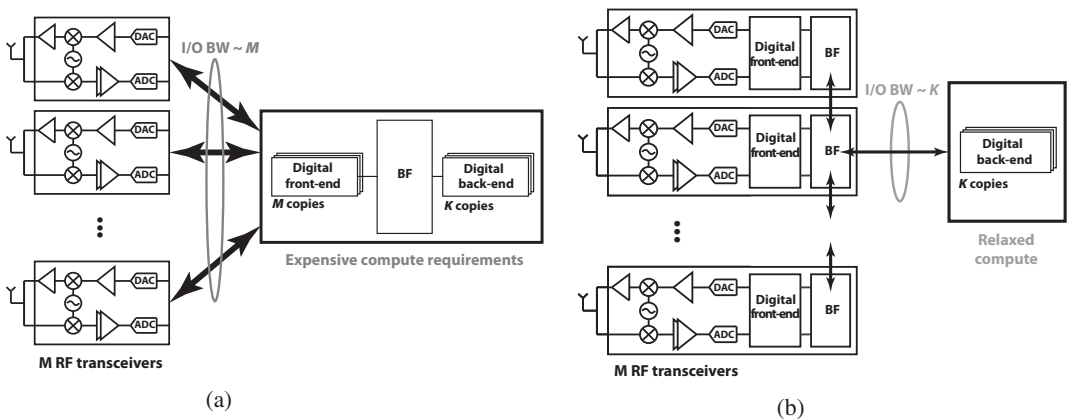 DAC
ADC
I/O BW ~ M
DAC
ADC
Digital
front-end
M copies
BF
Digital
back-end
K copies
Expensive compute requirements
DAC
ADC
M RF transceivers
(a)
DAC
ADC
Digital
front-end
BF
I/O BW ~ K
DAC
ADC
Digital
front-end
BF
Digital
back-end
K copies
Relaxed
compute
DAC
ADC
Digital
front-end
BF
M RF transceivers
(b)